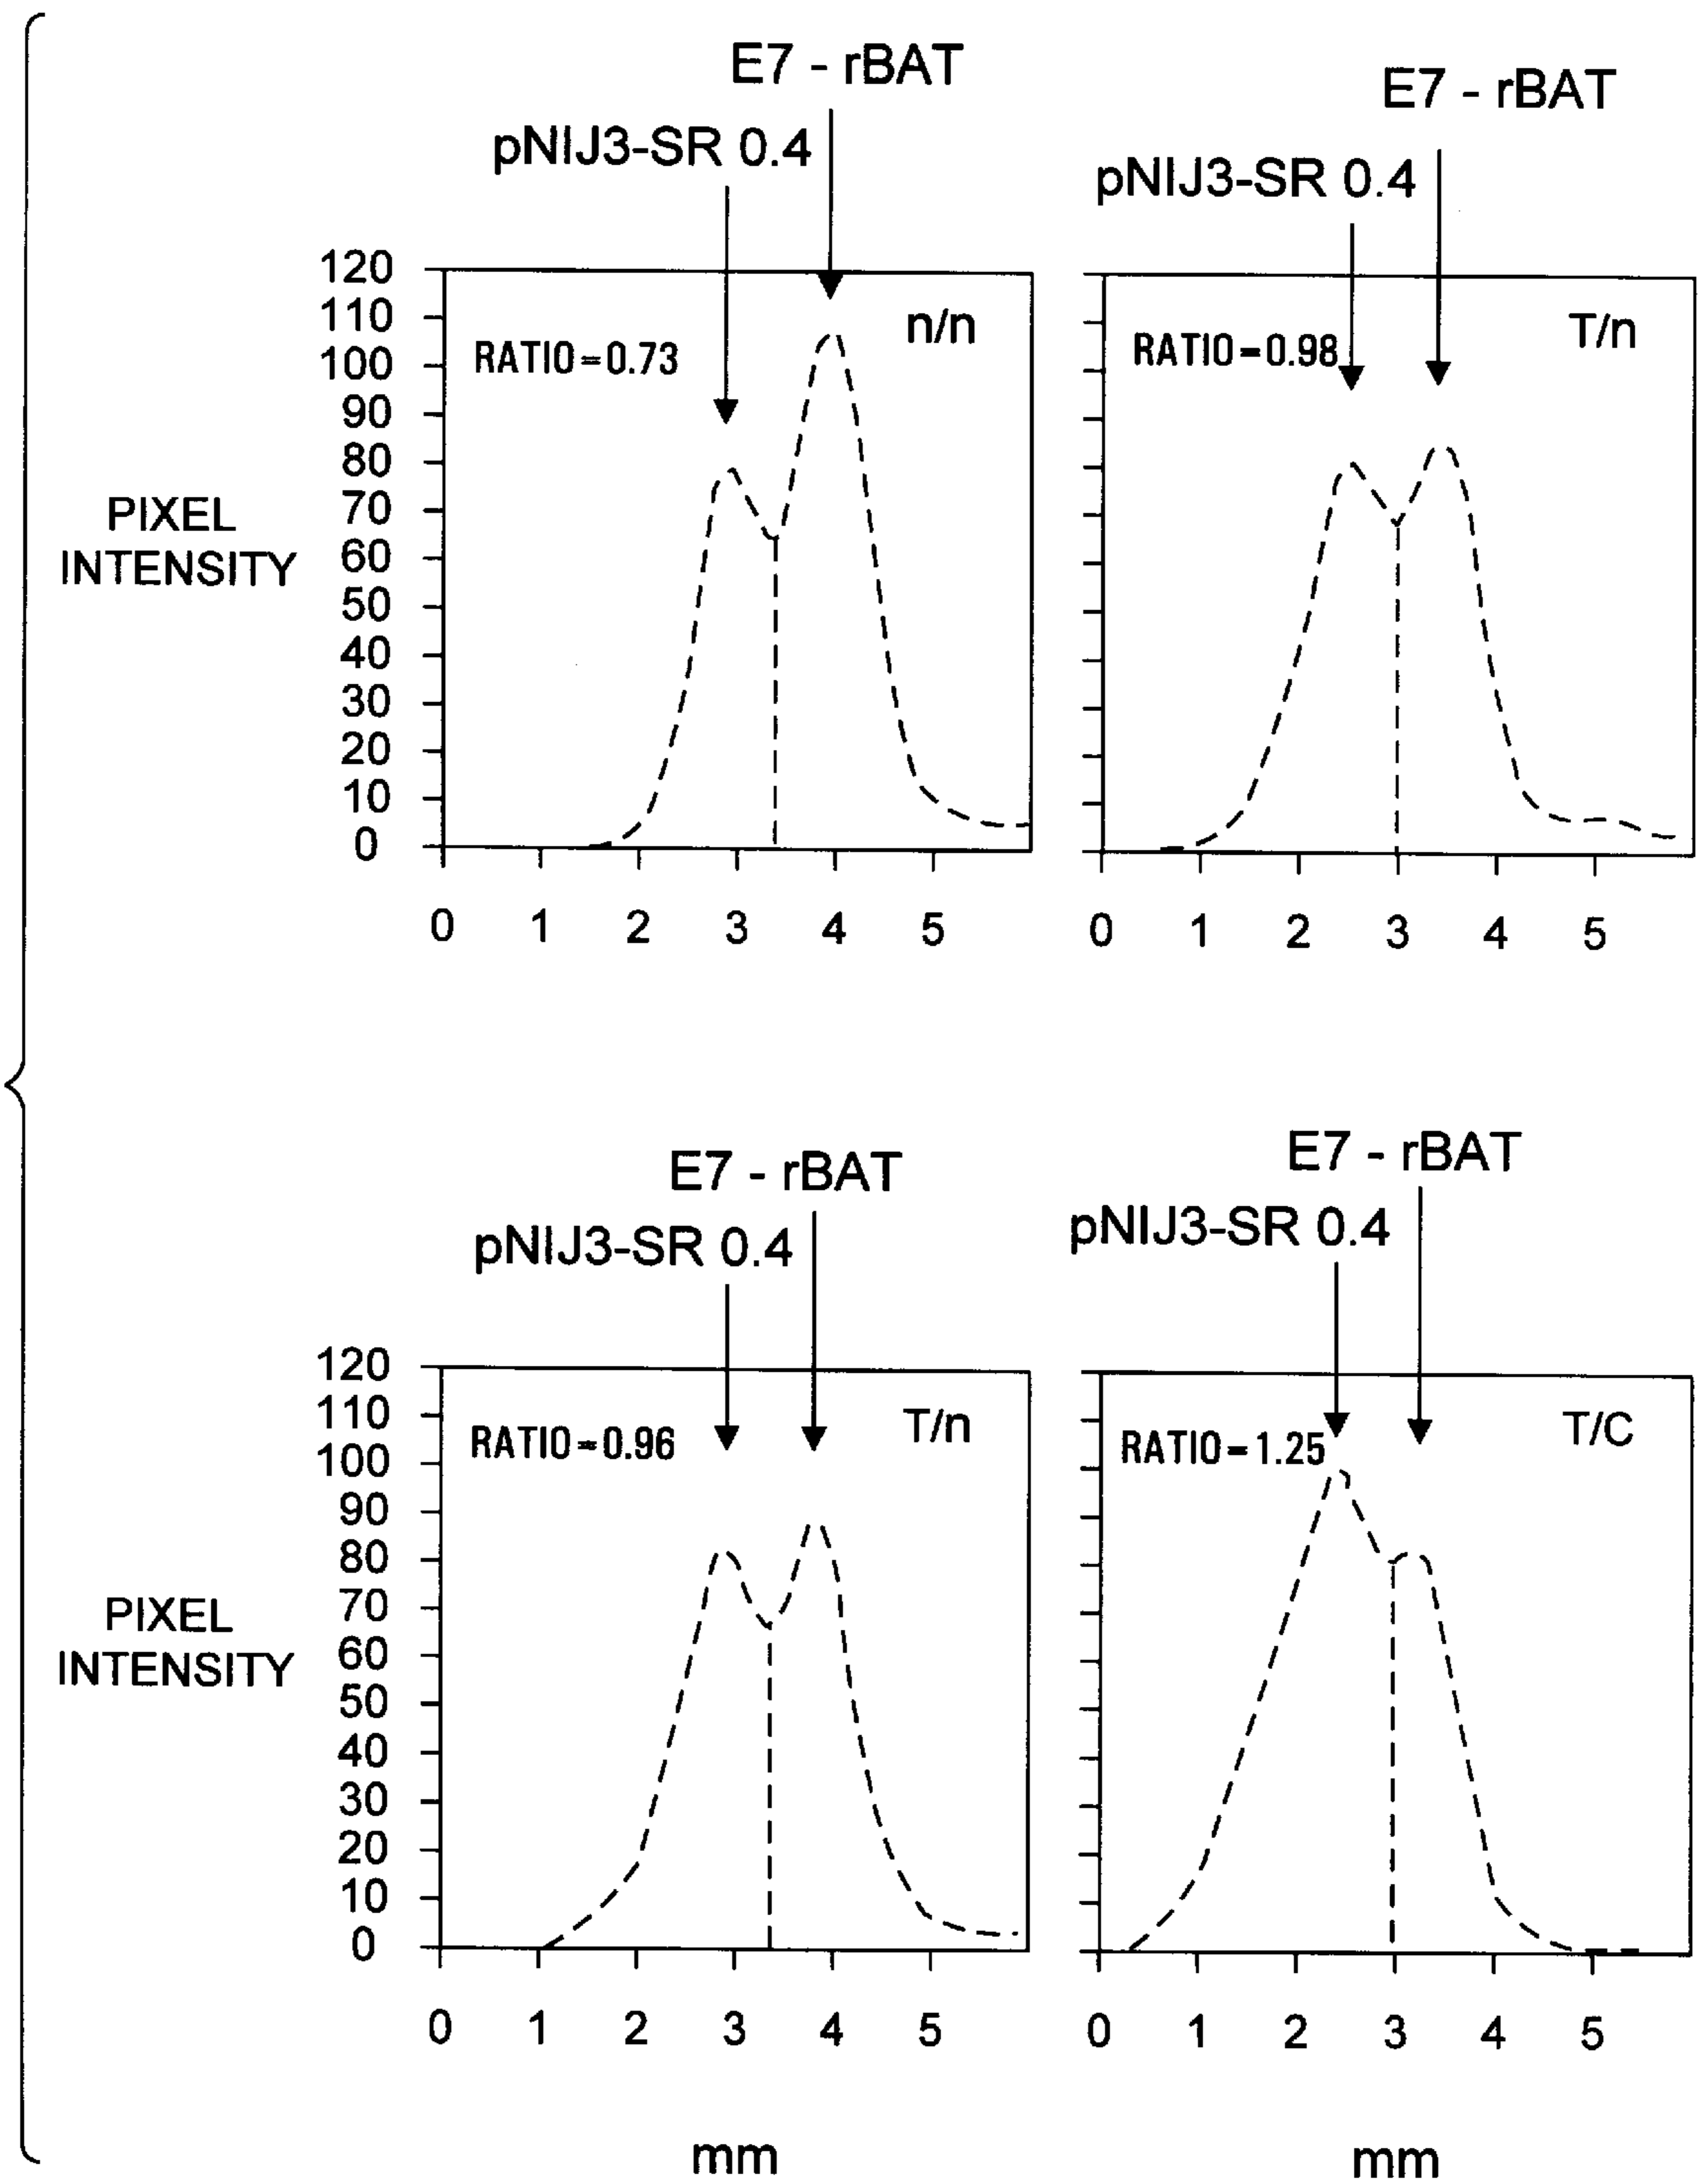 E7 - rBAT
pNIJ3-SR 0.4
E7 - rBAT
pNIJ3-SR 0.4
PIXEL
INTENSITY
120
110
100
90
80
70
60
50
40
30
20
10
0
RATIO=0.73
n/n
0 1 2 3 4 5
RATIO=0.98
T/n
0 1 2 3 4 5
E7 - rBAT
pNIJ3-SR 0.4
E7 - rBAT
pNIJ3-SR 0.4
PIXEL
INTENSITY
120
110
100
90
80
70
60
50
40
30
20
10
0
RATIO=0.96
T/n
0 1 2 3 4 5
mm
RATIO=1.25
T/C
0 1 2 3 4 5
mm